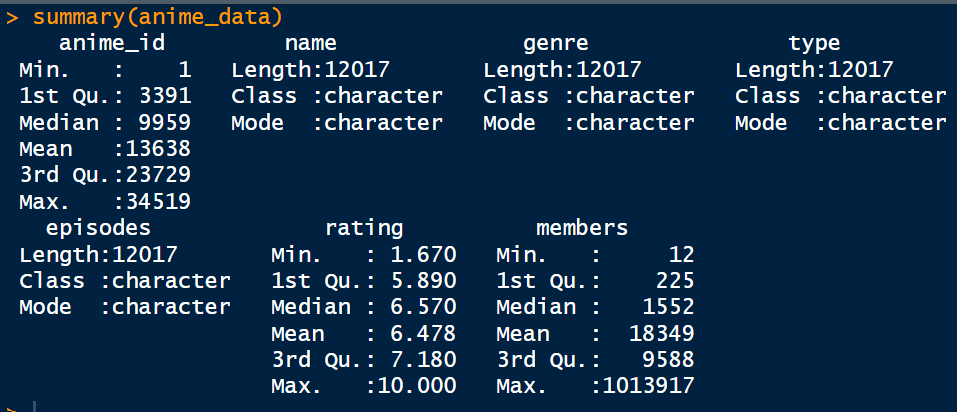 > summary(anime_data)
    anime_id         name              genre               type
 Min.   :    1   Length:12017       Length:12017       Length:12017
 1st Qu.: 3391   Class :character   Class :character   Class :character
 Median : 9959   Mode  :character   Mode  :character   Mode  :character
 Mean   :13638
 3rd Qu.:23729
 Max.   :34519
   episodes             rating          members
 Length:12017       Min.   : 1.670   Min.   :     12
 Class :character   1st Qu.: 5.890   1st Qu.:    225
 Mode  :character   Median : 6.570   Median :   1552
                    Mean   : 6.478   Mean   :  18349
                    3rd Qu.: 7.180   3rd Qu.:   9588
                    Max.   :10.000   Max.   :1013917
>